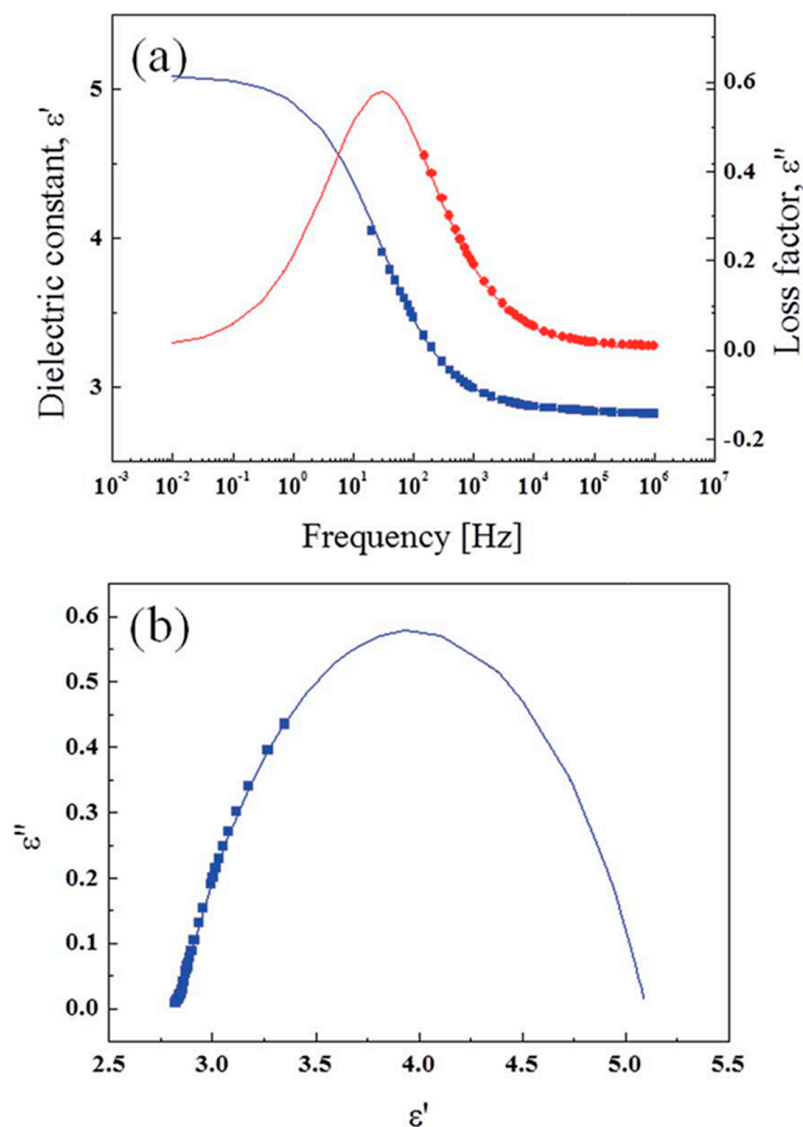 (a)
Dielectric constant, ε'
5
4
3
Loss factor, ε"
0.6
0.4
0.2
0.0
-0.2
10⁻³ 10⁻² 10⁻¹ 10⁰ 10¹ 10² 10³ 10⁴ 10⁵ 10⁶ 10⁷
Frequency [Hz]
(b)
ε"
0.6
0.5
0.4
0.3
0.2
0.1
0.0
2.5 3.0 3.5 4.0 4.5 5.0 5.5
ε'